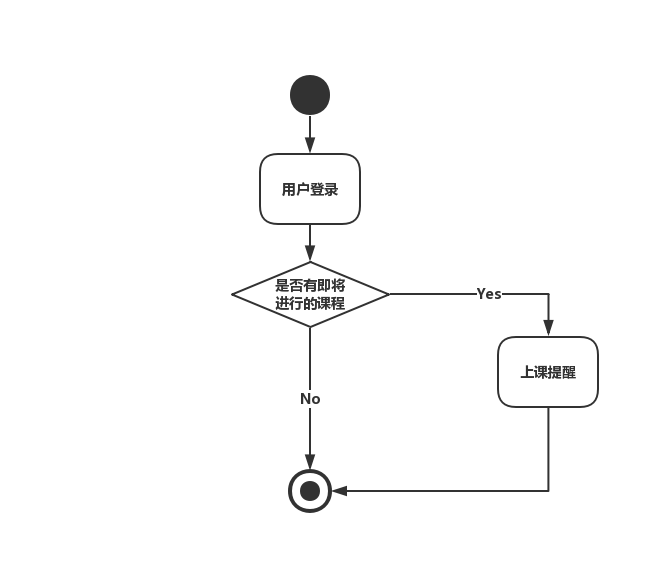 用户登录
是否有即将
进行的课程
Yes
上课提醒
No